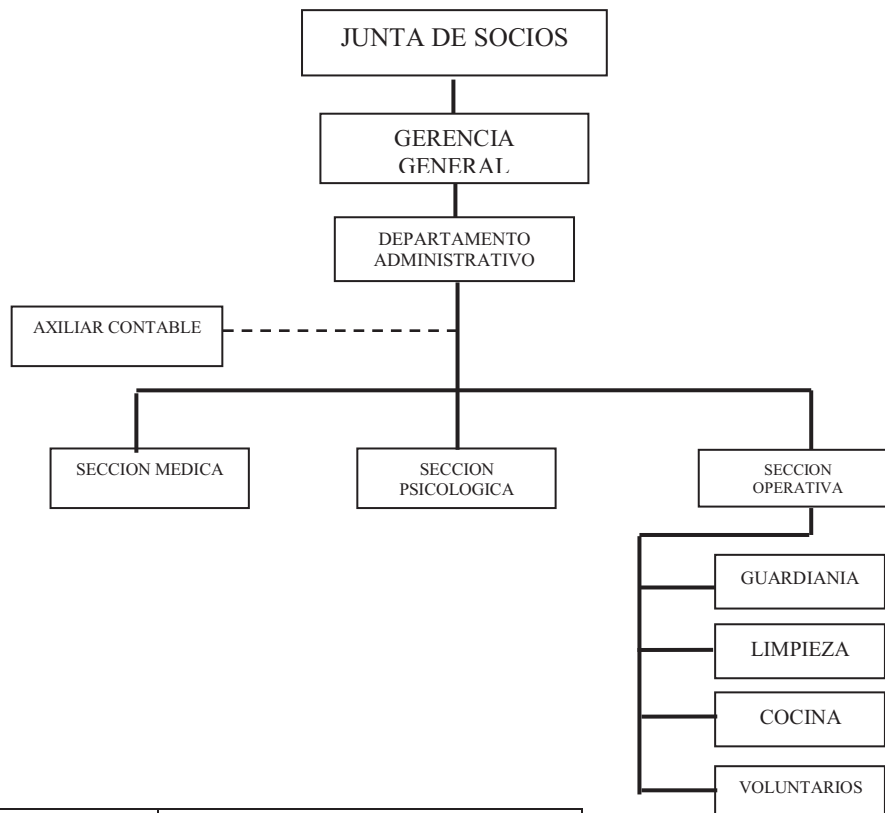 JUNTA DE SOCIOS
GERENCIA
GENERAL
DEPARTAMENTO
ADMINISTRATIVO
AXILIAR CONTABLE
SECCION MEDICA
SECCION
PSICOLOGICA
SECCION
OPERATIVA
GUARDIANIA
LIMPIEZA
COCINA
VOLUNTARIOS